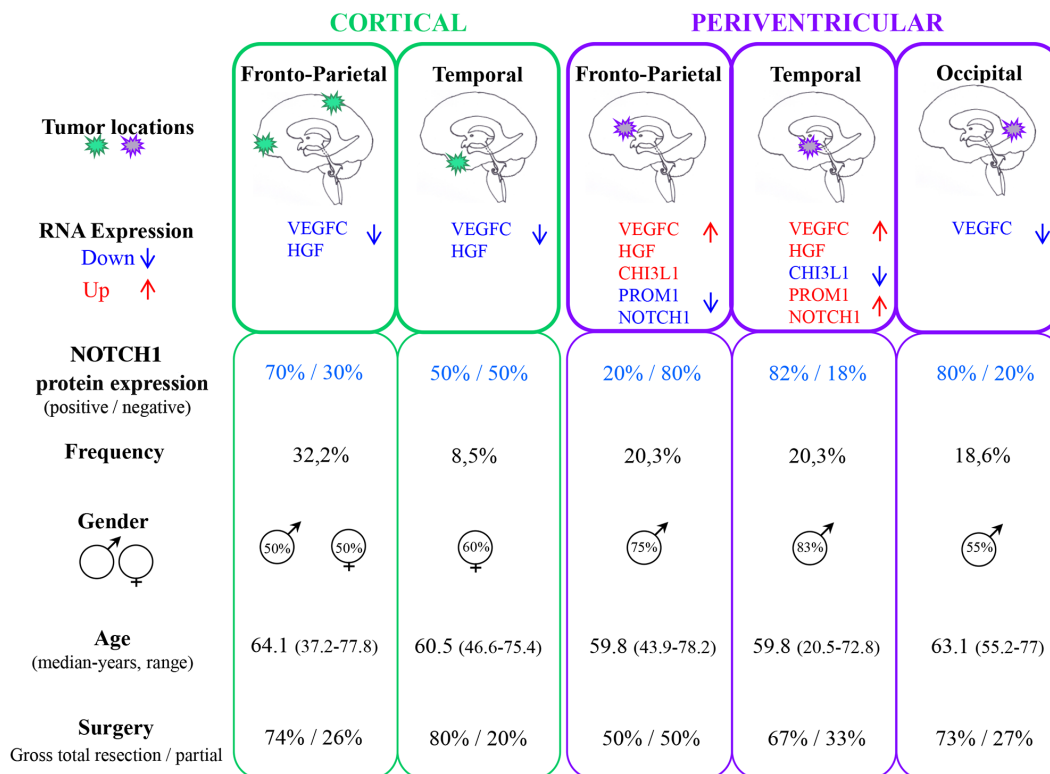 CORTICAL PERIVENTRICULAR
Fronto-Parietal Temporal Fronto-Parietal Temporal Occipital
Tumor locations
RNA Expression
Down
Up
VEGFC
HGF
VEGFC
HGF
VEGFC
HGF
CHI3L1
PROM1
NOTCH1
VEGFC
HGF
CHI3L1
PROM1
NOTCH1
VEGFC
NOTCH1
protein expression
(positive / negative)
70% / 30% 50% / 50% 20% / 80% 82% / 18% 80% / 20%
Frequency
32,2% 8,5% 20,3% 20,3% 18,6%
Gender
50% 50% 60% 75% 83% 55%
Age
(median-years, range)
64.1 (37.2-77.8) 60.5 (46.6-75.4) 59.8 (43.9-78.2) 59.8 (20.5-72.8) 63.1 (55.2-77)
Surgery
Gross total resection / partial
74% / 26% 80% / 20% 50% / 50% 67% / 33% 73% / 27%